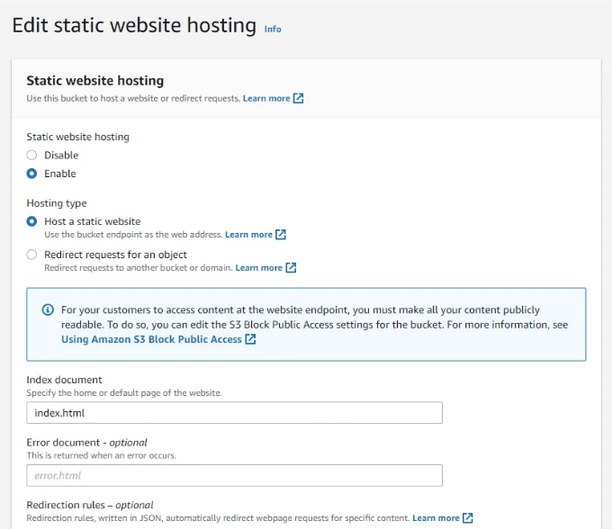 Edit static website hosting Info
Static website hosting
Use this bucket to host a website or redirect requests. Learn more
Static website hosting
Disable
Enable
Hosting type
Host a static website
Use the bucket endpoint as the web address. Learn more
Redirect requests for an object
Redirect requests to another bucket or domain. Learn more
For your customers to access content at the website endpoint, you must make all your content publicly
readable. To do so, you can edit the S3 Block Public Access settings for the bucket. For more information, see
Using Amazon S3 Block Public Access
Index document
Specify the home or default page of the website.
index.html
Error document - optional
This is returned when an error occurs.
error.html
Redirection rules – optional
Redirection rules, written in JSON, automatically redirect webpage requests for specific content. Learn more